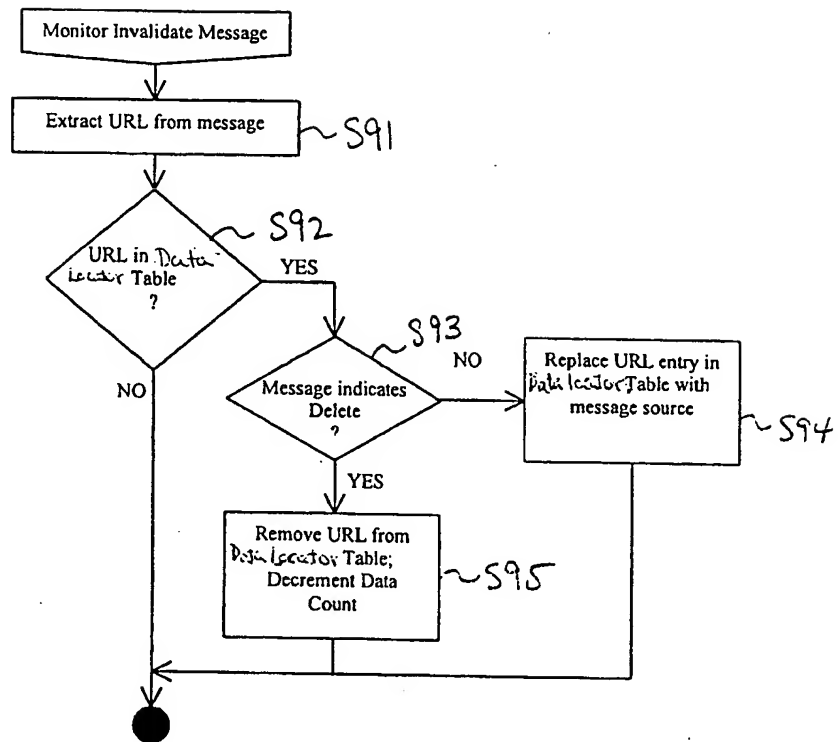 Monitor Invalidate Message
Extract URL from message
S91
S92
URL in Data
Locator Table
?
YES
NO
S93
Message indicates
Delete
?
NO
YES
Replace URL entry in
Data locator Table with
message source
S94
Remove URL from
Data locator Table;
Decrement Data
Count
S95